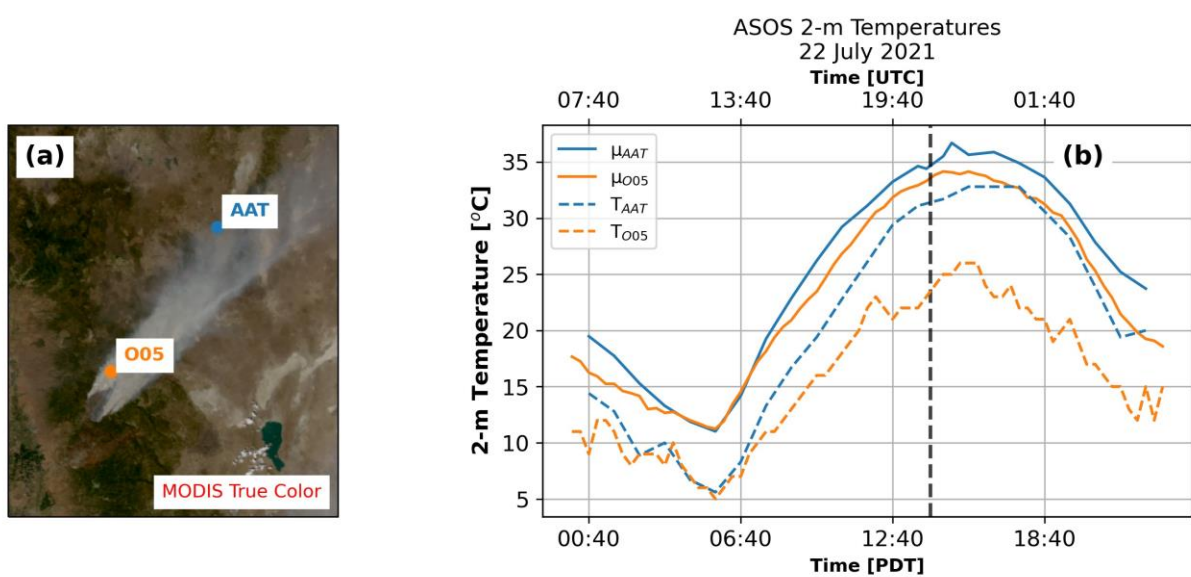 (a)
AAT
O05
MODIS True Color
ASOS 2-m Temperatures
22 July 2021
Time [UTC]
07:40 13:40 19:40 01:40
(b)
μAAT
μO05
TAAT
TO05
2-m Temperature [°C]
35
30
25
20
15
10
5
00:40 06:40 12:40 18:40
Time [PDT]